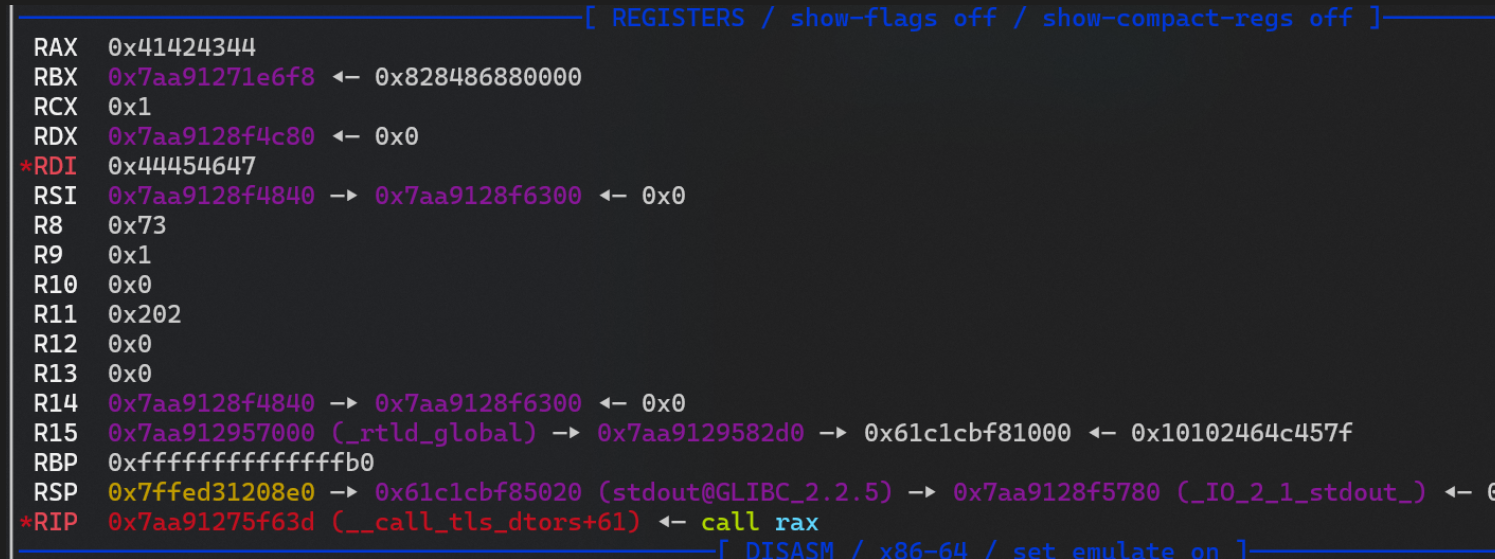 [ REGISTERS / show-flags off / show-compact-regs off ]
RAX 0x41424344
RBX 0x7aa91271e6f8 ◂— 0x828486880000
RCX 0x1
RDX 0x7aa9128f4c80 ◂— 0x0
*RDI 0x44454647
RSI 0x7aa9128f4840 —▸ 0x7aa9128f6300 ◂— 0x0
R8 0x73
R9 0x1
R10 0x0
R11 0x202
R12 0x0
R13 0x0
R14 0x7aa9128f4840 —▸ 0x7aa9128f6300 ◂— 0x0
R15 0x7aa912957000 (_rtld_global) —▸ 0x7aa9129582d0 —▸ 0x61c1cbf81000 ◂— 0x10102464c457f
RBP 0xffffffffffffffb0
RSP 0x7ffed31208e0 —▸ 0x61c1cbf85020 (stdout@GLIBC_2.2.5) —▸ 0x7aa9128f5780 (_IO_2_1_stdout_) ◂— 0
*RIP 0x7aa91275f63d (__call_tls_dtors+61) ◂— call rax
[ DISASM / x86-64 / set emulate on ]